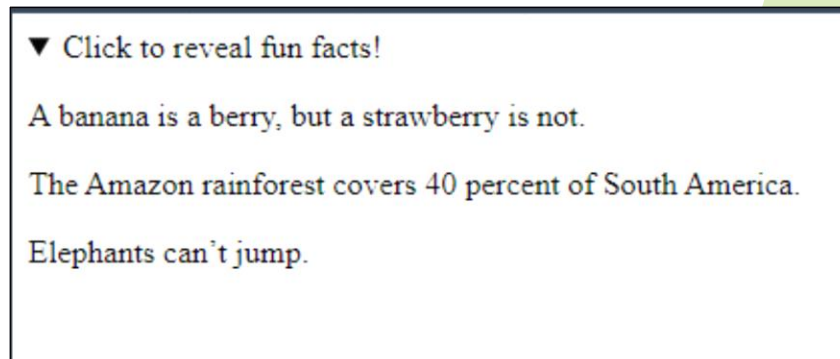 ▼ Click to reveal fun facts!
A banana is a berry, but a strawberry is not.
The Amazon rainforest covers 40 percent of South America.
Elephants can’t jump.